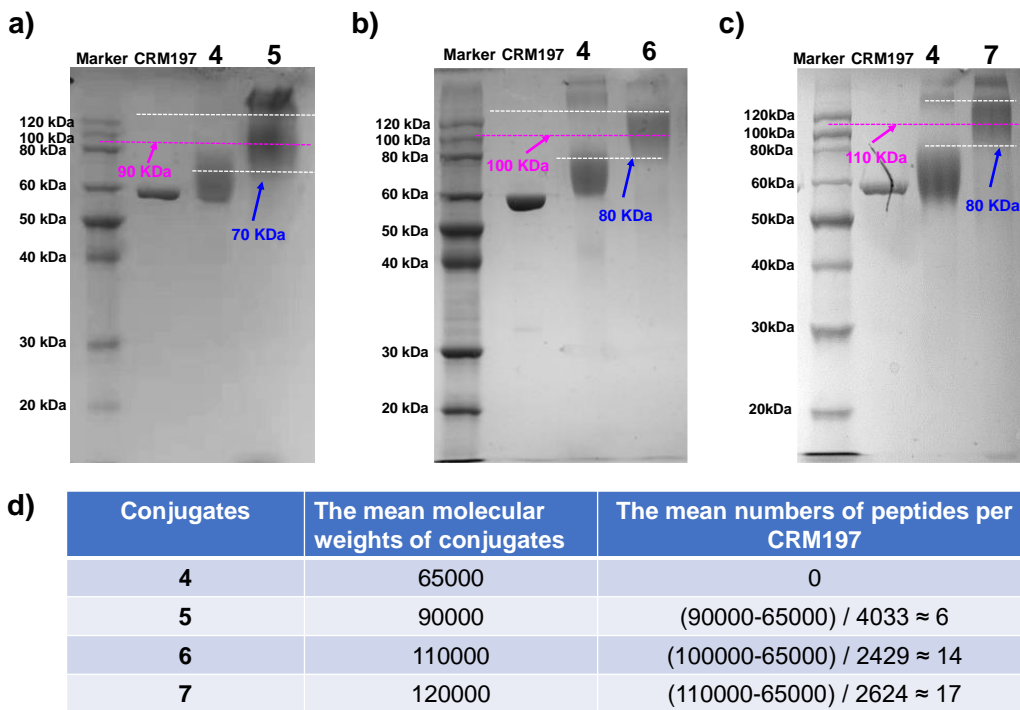 a)
Marker CRM197 4 5
120 kDa
100 kDa
80 kDa
90 KDa
60 kDa
50 kDa
70 KDa
40 kDa
30 kDa
20 kDa
b)
Marker CRM197 4 6
120 kDa
100 kDa
80 kDa
100 KDa
60 kDa
80 KDa
50 kDa
40 kDa
30 kDa
20 kDa
c)
Marker CRM197 4 7
120kDa
100kDa
80kDa
110 KDa
60kDa
80 KDa
50kDa
40kDa
30kDa
20kDa
d)
Conjugates The mean molecular weights of conjugates The mean numbers of peptides per CRM197
4 65000 0
5 90000 (90000-65000) / 4033 ≈ 6
6 110000 (100000-65000) / 2429 ≈ 14
7 120000 (110000-65000) / 2624 ≈ 17